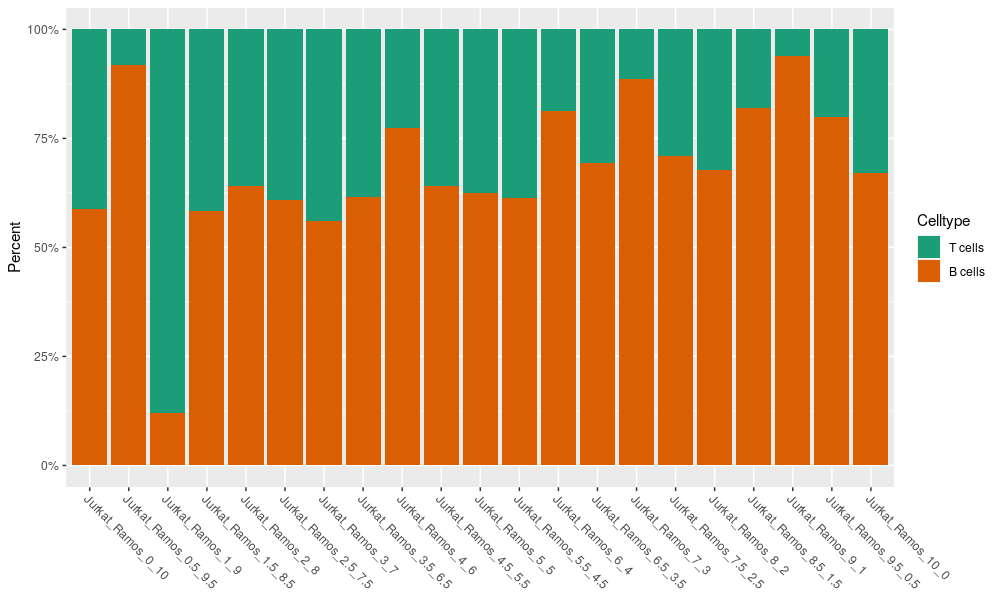 100%
75%
50%
25%
0%
Percent
Jurkat_Ramos_0_10
Jurkat_Ramos_0.5_9.5
Jurkat_Ramos_1_9
Jurkat_Ramos_1.5_8.5
Jurkat_Ramos_2_8
Jurkat_Ramos_2.5_7.5
Jurkat_Ramos_3_7
Jurkat_Ramos_3.5_6.5
Jurkat_Ramos_4_6
Jurkat_Ramos_4.5_5.5
Jurkat_Ramos_5_5
Jurkat_Ramos_5.5_4.5
Jurkat_Ramos_6_4
Jurkat_Ramos_6.5_3.5
Jurkat_Ramos_7_3
Jurkat_Ramos_7.5_2.5
Jurkat_Ramos_8_2
Jurkat_Ramos_8.5_1.5
Jurkat_Ramos_9_1
Jurkat_Ramos_9.5_0.5
Jurkat_Ramos_10_0
Celltype
T cells
B cells